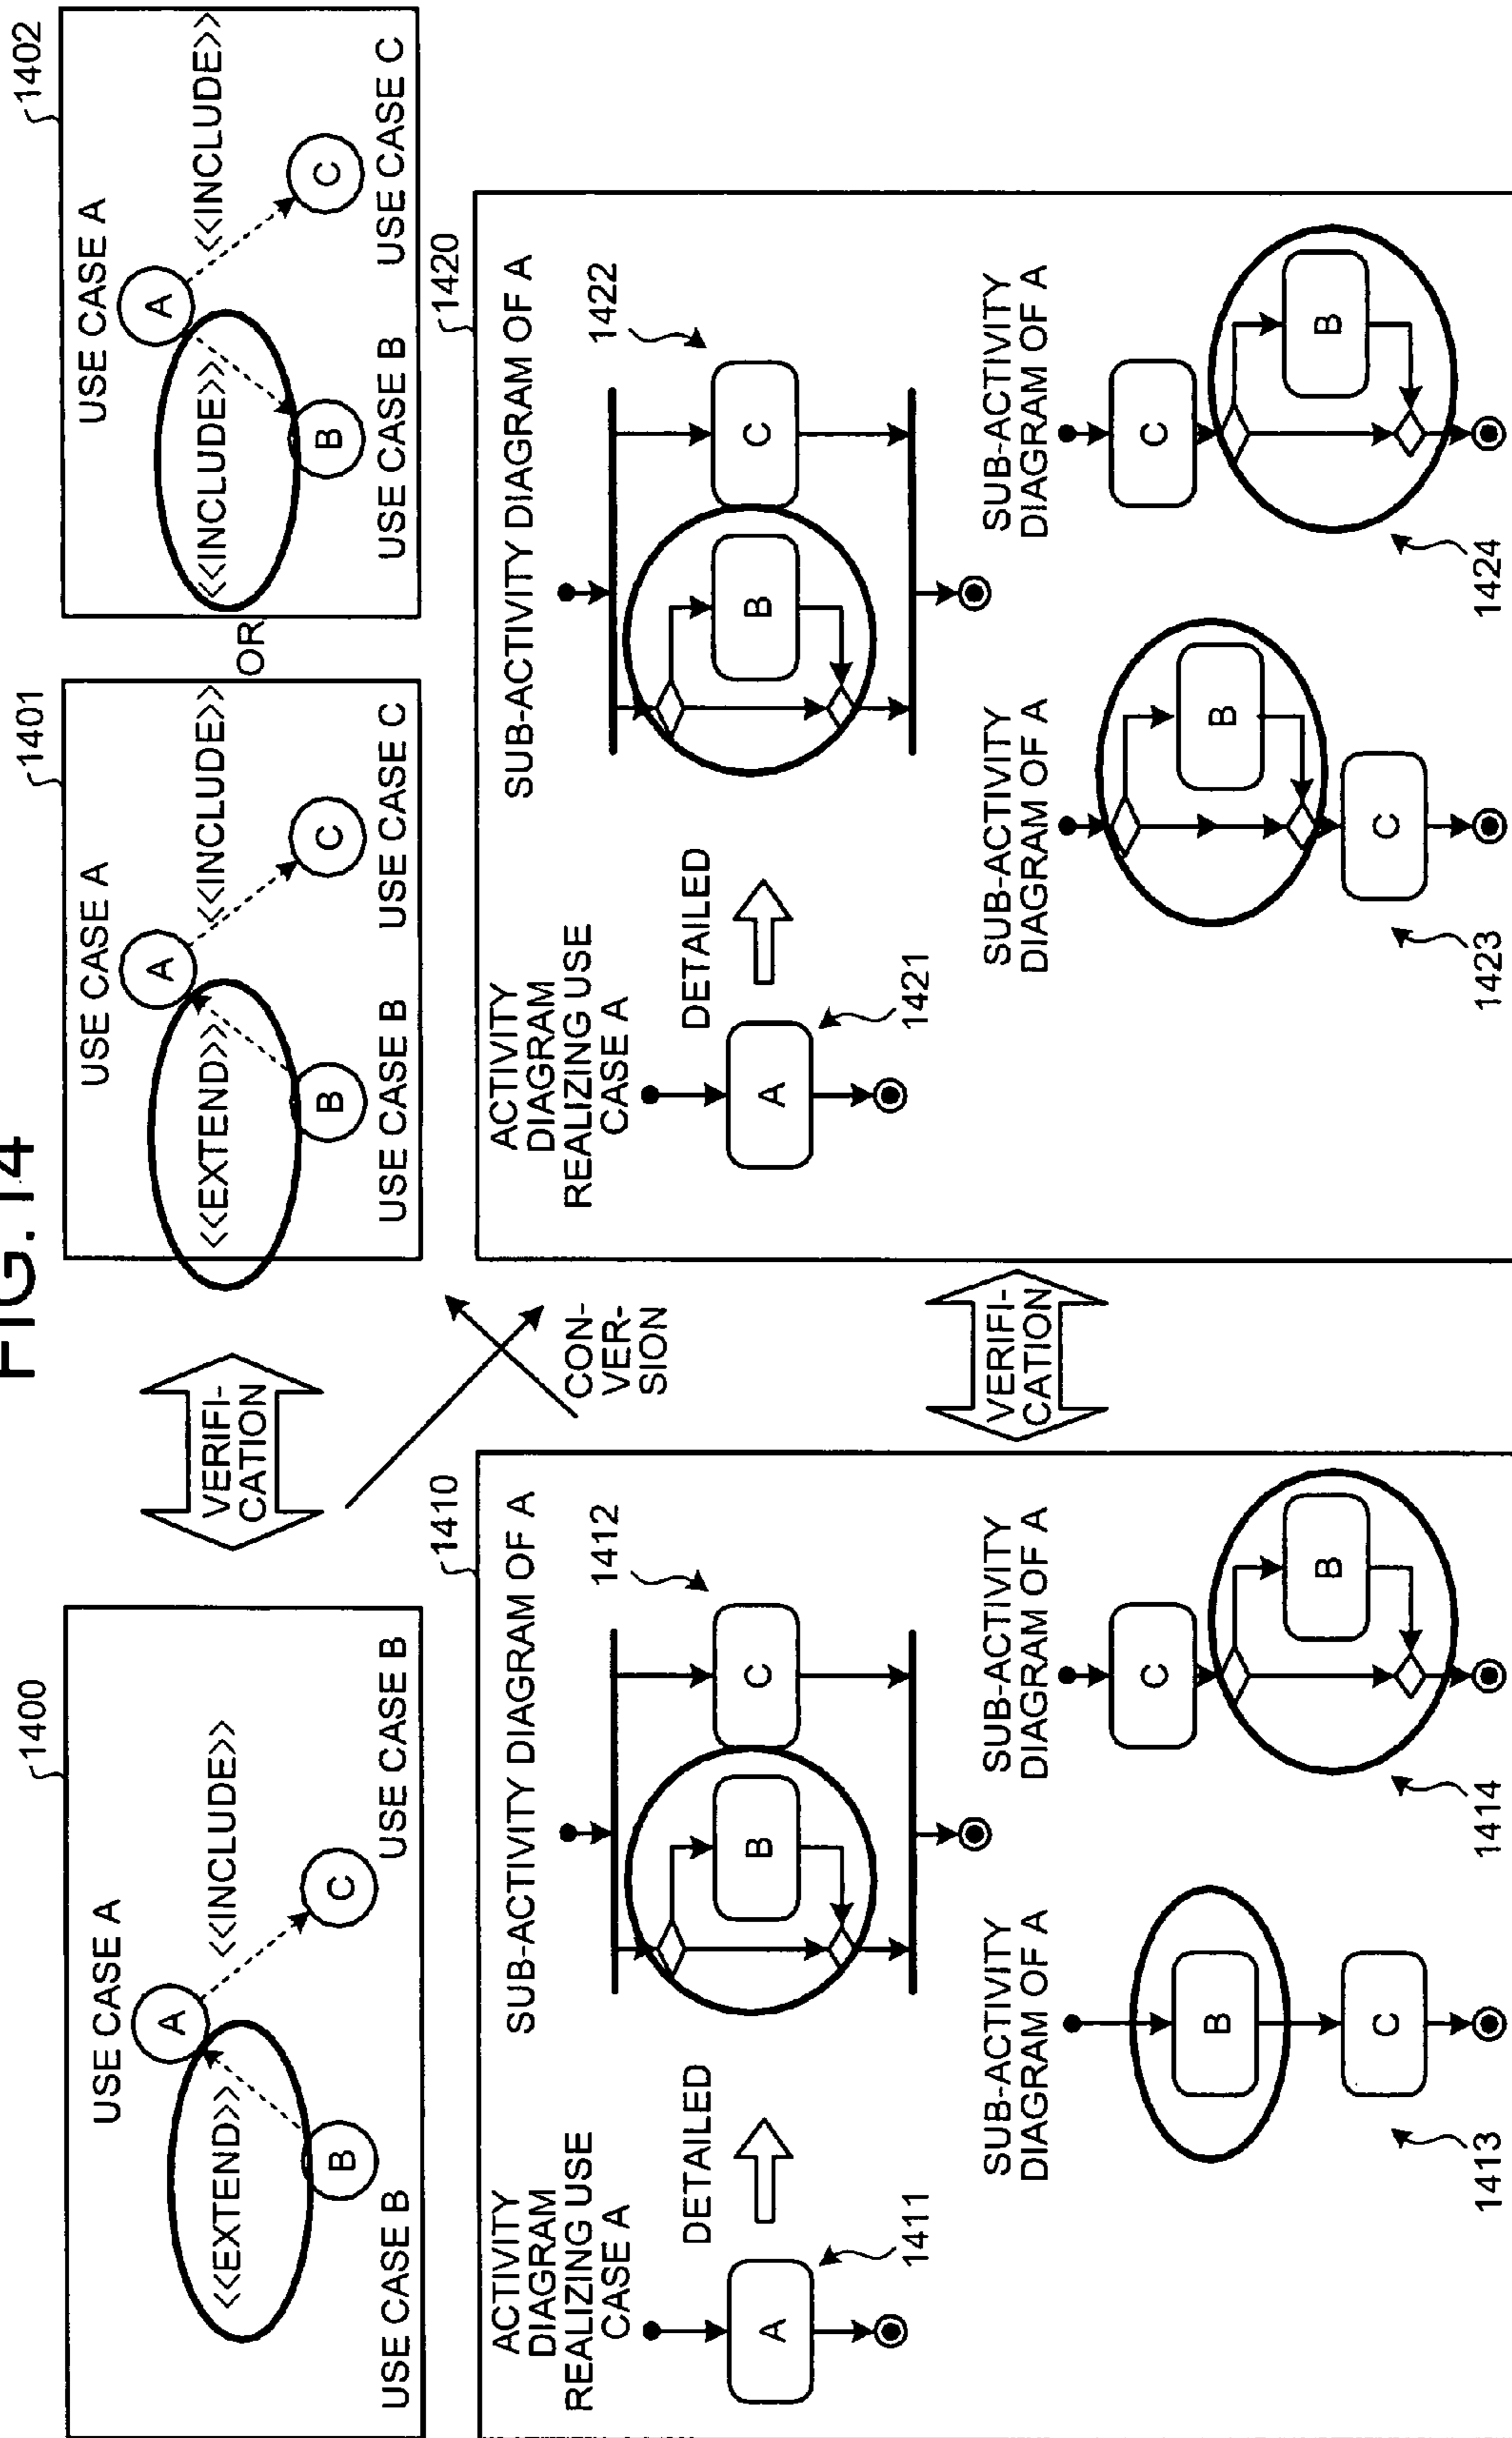 FIG.14
1400
USE CASE A
<<EXTEND>>
<<INCLUDE>>
A
B
C
USE CASE B
USE CASE B
VERIFI-
CATION
1401
USE CASE A
<<EXTEND>>
<<INCLUDE>>
A
B
C
USE CASE B
USE CASE C
OR
1402
USE CASE A
<<INCLUDE>>
<<INCLUDE>>
A
B
C
USE CASE B
USE CASE C
CON-
VER-
SION
1410
ACTIVITY
DIAGRAM
REALIZING USE
CASE A
A
1411
DETAILED
SUB-ACTIVITY DIAGRAM OF A
1412
B
C
SUB-ACTIVITY
DIAGRAM OF A
B
C
1413
SUB-ACTIVITY
DIAGRAM OF A
C
B
1414
VERIFI-
CATION
1420
ACTIVITY
DIAGRAM
REALIZING USE
CASE A
A
1421
DETAILED
SUB-ACTIVITY DIAGRAM OF A
1422
B
C
SUB-ACTIVITY
DIAGRAM OF A
B
C
1423
SUB-ACTIVITY
DIAGRAM OF A
C
B
1424